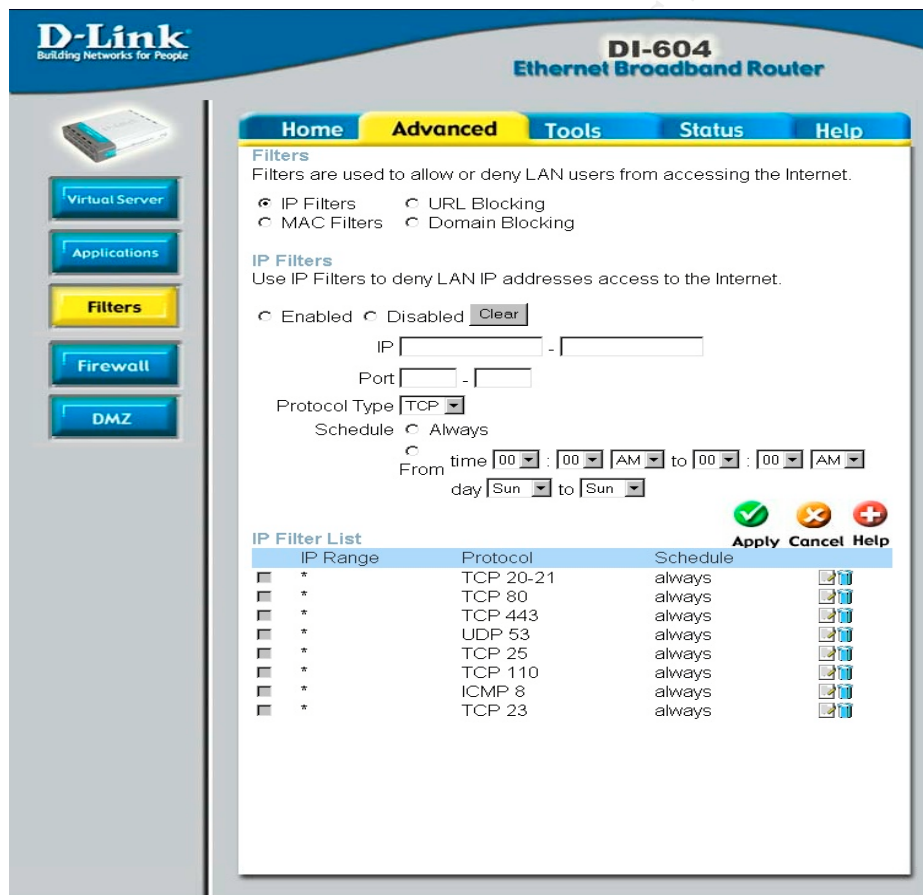 D-Link
Building Networks for People
DI-604
Ethernet Broadband Router
Home Advanced Tools Status Help
Virtual Server
Applications
Filters
Firewall
DMZ
Filters
Filters are used to allow or deny LAN users from accessing the Internet.
IP Filters URL Blocking
MAC Filters Domain Blocking
IP Filters
Use IP Filters to deny LAN IP addresses access to the Internet.
Enabled Disabled Clear
IP -
Port -
Protocol Type TCP
Schedule Always
From time 00 : 00 AM to 00 : 00 AM
day Sun to Sun
Apply Cancel Help
IP Filter List
IP Range Protocol Schedule
* TCP 20-21 always
* TCP 80 always
* TCP 443 always
* UDP 53 always
* TCP 25 always
* TCP 110 always
* ICMP 8 always
* TCP 23 always